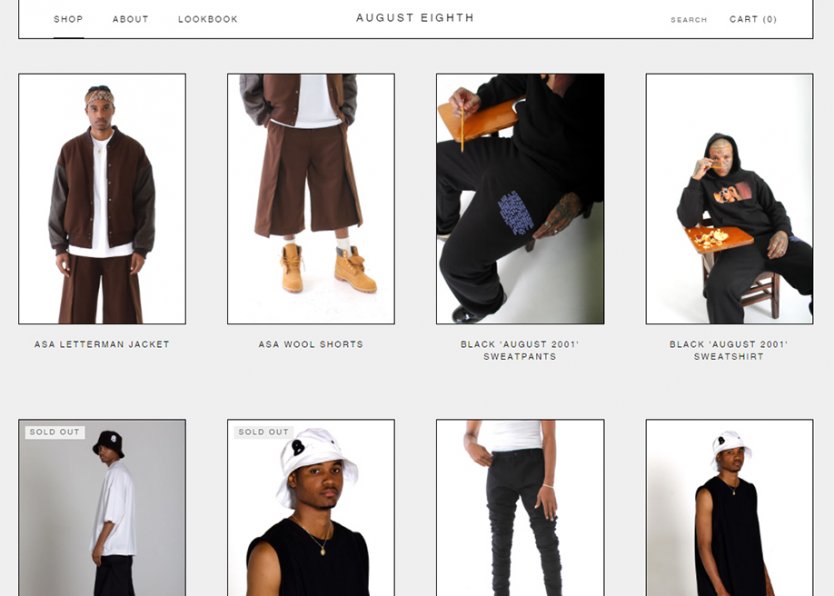 SHOP
ABOUT
LOOKBOOK
AUGUST EIGHTH
SEARCH
CART (0)
ASA LETTERMAN JACKET
ASA WOOL SHORTS
BLACK 'AUGUST 2001'
SWEATPANTS
BLACK 'AUGUST 2001'
SWEATSHIRT
SOLD OUT
SOLD OUT
B